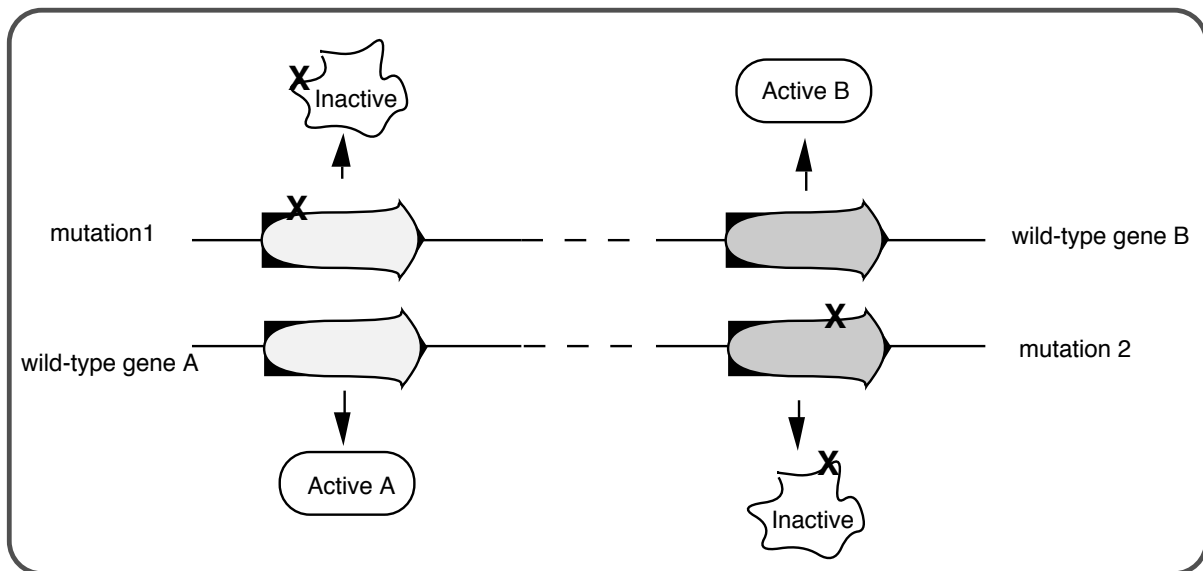 X
Inactive
Active B
X
mutation1
wild-type gene B
X
wild-type gene A
mutation 2
X
Active A
Inactive